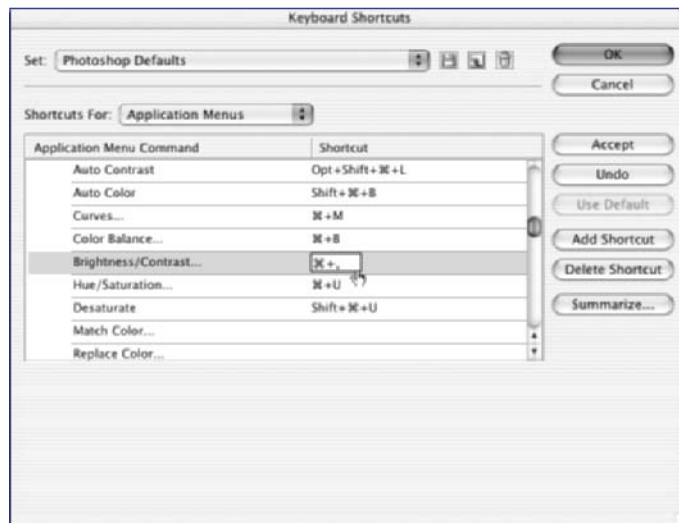 Keyboard Shortcuts
Set: Photoshop Defaults
OK
Cancel
Shortcuts For: Application Menus
Application Menu Command Shortcut
Accept
Auto Contrast Opt+Shift+⌘+L
Undo
Auto Color Shift+⌘+B
Use Default
Curves... ⌘+M
Color Balance... ⌘+B
Add Shortcut
Brightness/Contrast... ⌘+,
Delete Shortcut
Hue/Saturation... ⌘+U
Desaturate Shift+⌘+U
Summarize...
Match Color...
Replace Color...